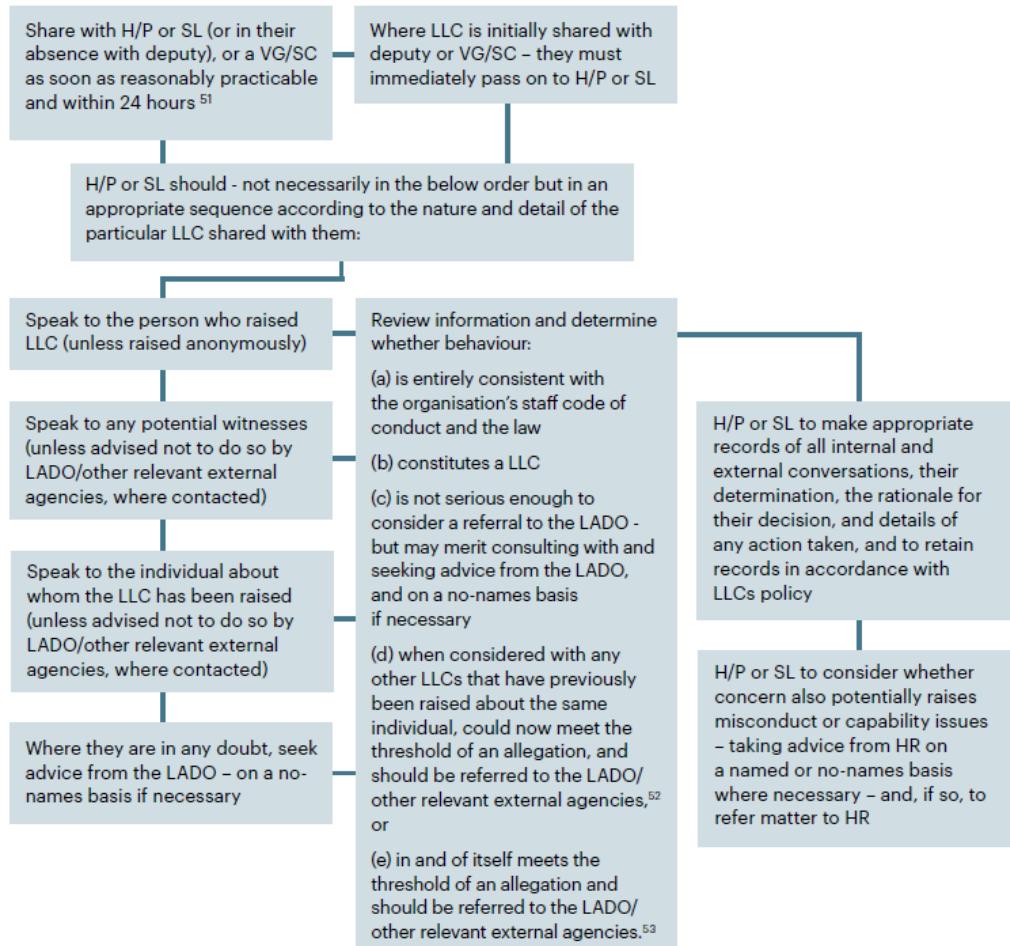 Share with H/P or SL (or in their
absence with deputy), or a VG/SC
as soon as reasonably practicable
and within 24 hours 51
Where LLC is initially shared with
deputy or VG/SC – they must
immediately pass on to H/P or SL
H/P or SL should - not necessarily in the below order but in an
appropriate sequence according to the nature and detail of the
particular LLC shared with them:
Speak to the person who raised
LLC (unless raised anonymously)
Speak to any potential witnesses
(unless advised not to do so by
LADO/other relevant external
agencies, where contacted)
Speak to the individual about
whom the LLC has been raised
(unless advised not to do so by
LADO/other relevant external
agencies, where contacted)
Where they are in any doubt, seek
advice from the LADO – on a no-
names basis if necessary
Review information and determine
whether behaviour:
(a) is entirely consistent with
the organisation's staff code of
conduct and the law
(b) constitutes a LLC
(c) is not serious enough to
consider a referral to the LADO -
but may merit consulting with and
seeking advice from the LADO,
and on a no-names basis
if necessary
(d) when considered with any
other LLCs that have previously
been raised about the same
individual, could now meet the
threshold of an allegation, and
should be referred to the LADO/
other relevant external agencies,52
or
(e) in and of itself meets the
threshold of an allegation and
should be referred to the LADO/
other relevant external agencies.53
H/P or SL to make appropriate
records of all internal and
external conversations, their
determination, the rationale for
their decision, and details of
any action taken, and to retain
records in accordance with
LLCs policy
H/P or SL to consider whether
concern also potentially raises
misconduct or capability issues
– taking advice from HR on
a named or no-names basis
where necessary – and, if so, to
refer matter to HR